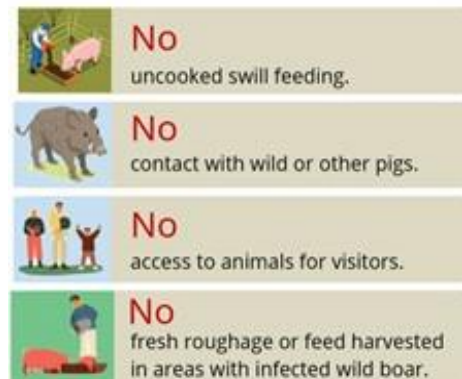 No
uncooked swill feeding.
No
contact with wild or other pigs.
No
access to animals for visitors.
No
fresh roughage or feed harvested
in areas with infected wild boar.